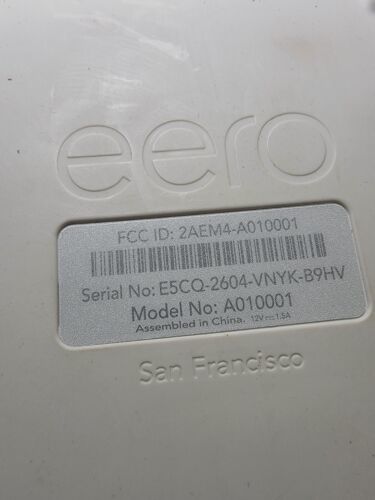 eero
FCC ID: 2AEM4-A010001
Serial No: E5CQ-2604-VNYK-B9HV
Model No: A010001
Assembled in China. 12V⎓1.5A
San Francisco